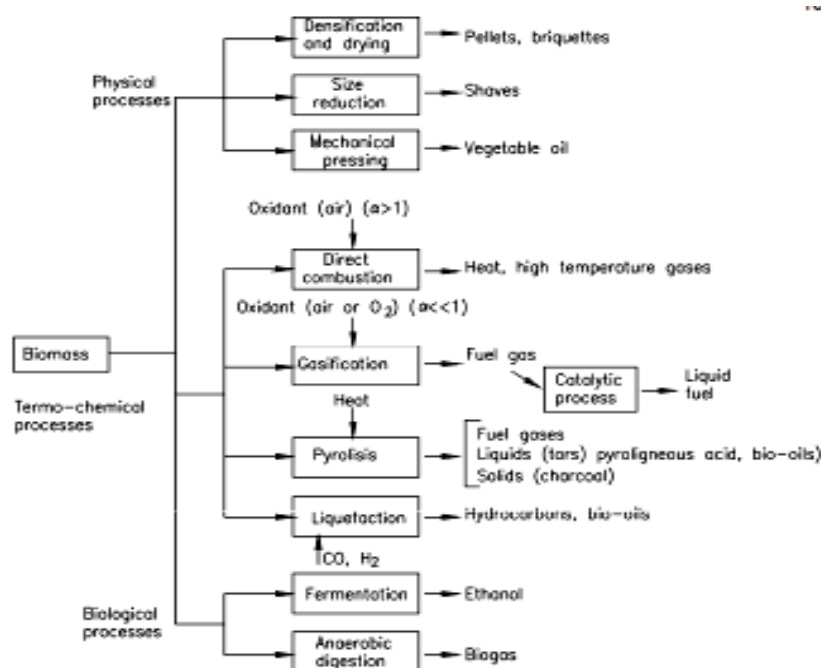 Densification
and drying
Pellets, briquettes
Physical
processes
Size
reduction
Shaves
Mechanical
pressing
Vegetable oil
Oxidant (air) (α>1)
Direct
combustion
Heat, high temperature gases
Oxidant (air or O₂) (α<<1)
Biomass
Gasification
Fuel gas
Catalytic
process
Liquid
fuel
Termo-chemical
processes
Heat
Pyrolisis
Fuel gases
Liquids (tars) pyroligneous acid, bio-oils)
Solids (charcoal)
Liquefaction
Hydrocarbons, bio-oils
CO, H₂
Biological
processes
Fermentation
Ethanol
Anaerobic
digestion
Biogas